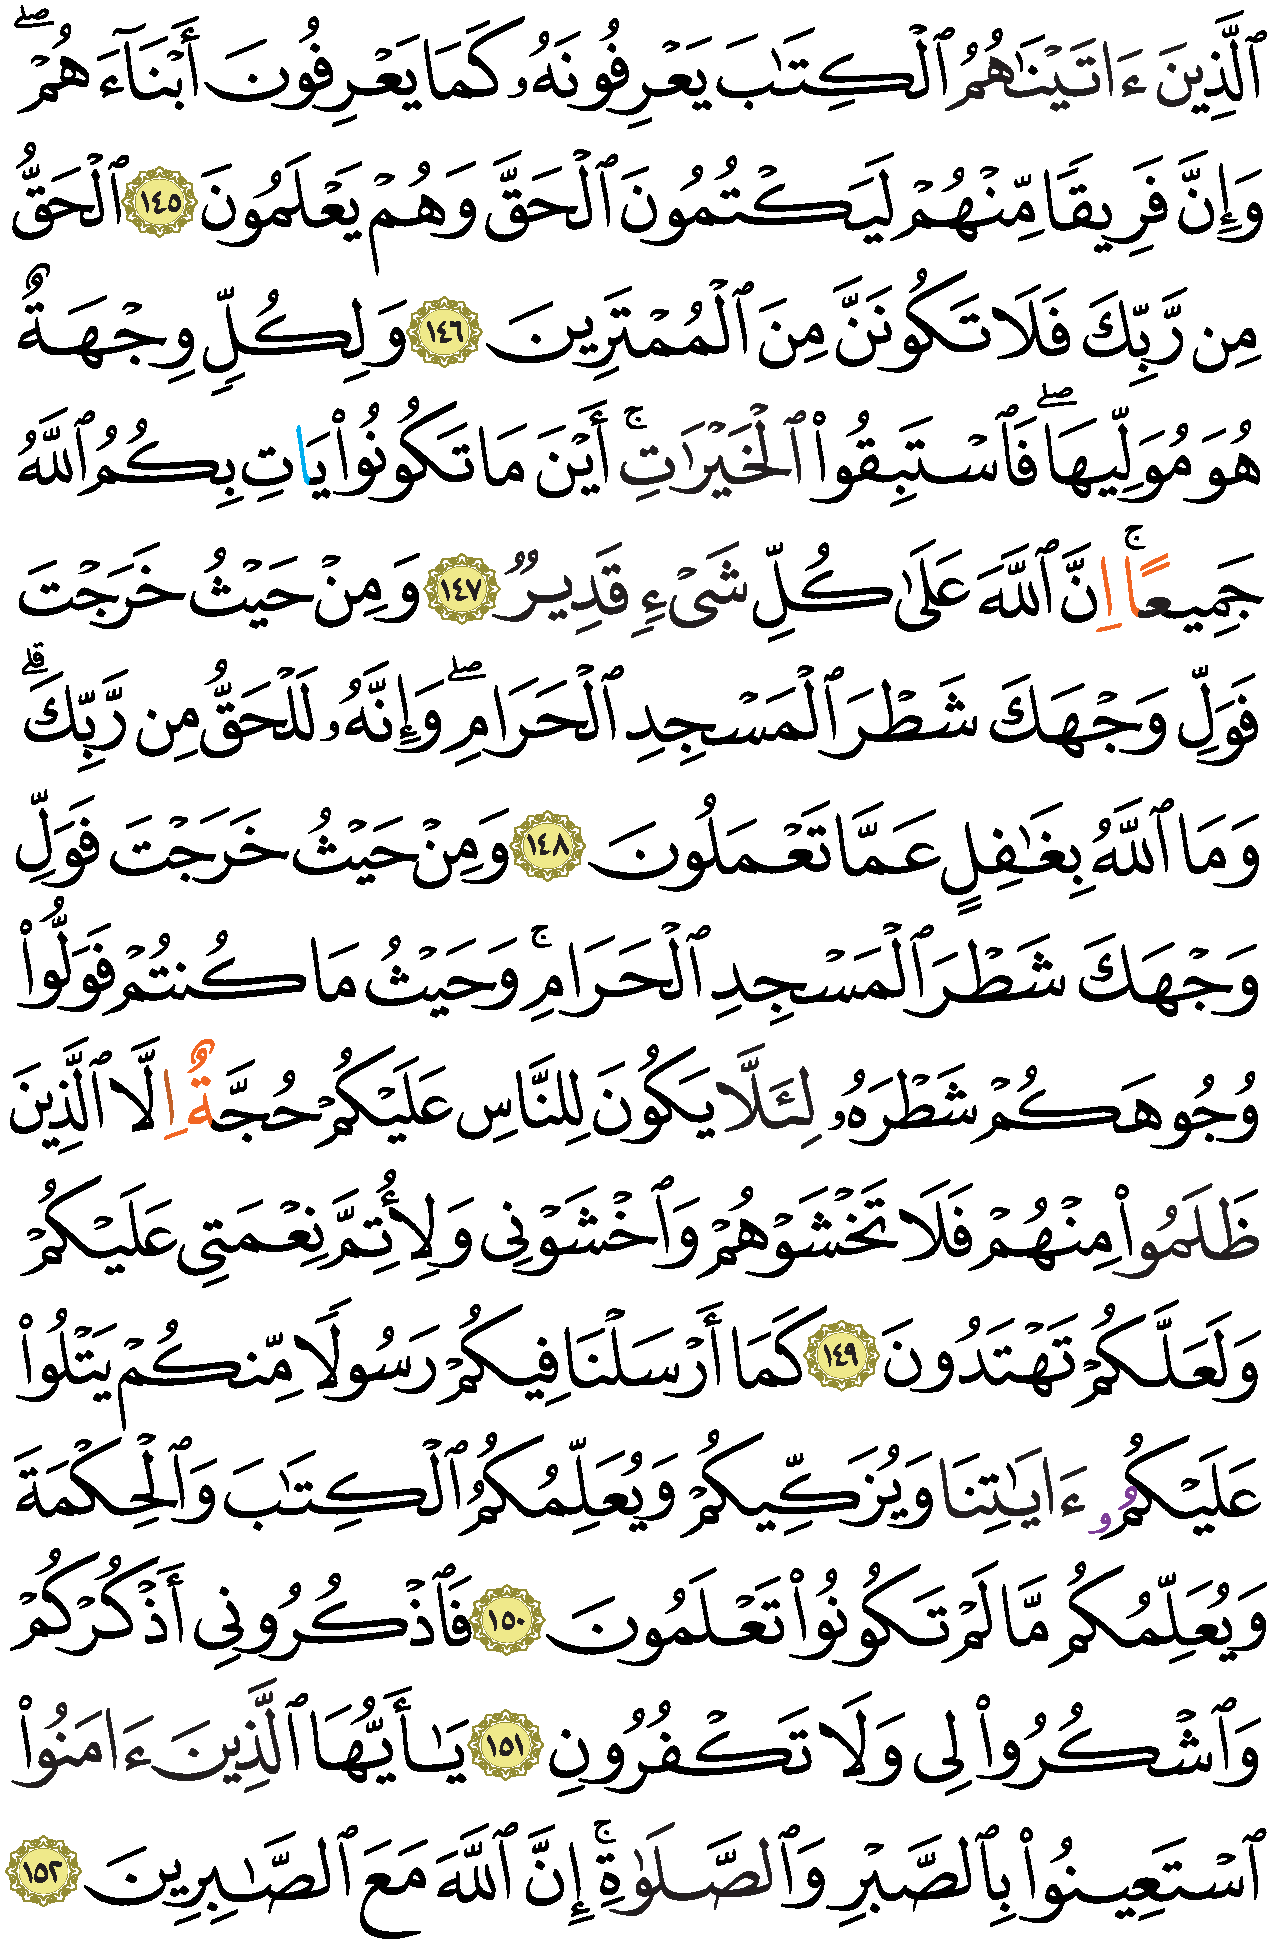 ٱلَّذِينَ ءَاتَيْنَٰهُمُ ٱلْكِتَٰبَ يَعْرِفُونَهُۥ كَمَا يَعْرِفُونَ أَبْنَآءَهُمْۖ
وَإِنَّ فَرِيقًا مِّنْهُمْ لَيَكْتُمُونَ ٱلْحَقَّ وَهُمْ يَعْلَمُونَ ١٤٥ ٱلْحَقُّ
مِن رَّبِّكَ فَلَا تَكُونَنَّ مِنَ ٱلْمُمْتَرِينَ ١٤٦ وَلِكُلٍّ وِجْهَةٌ
هُوَ مُوَلِّيهَاۖ فَٱسْتَبِقُوا۟ ٱلْخَيْرَٰتِۚ أَيْنَ مَا تَكُونُوا۟ يَاتِ بِكُمُ ٱللَّهُ
جَمِيعًاۚ اِنَّ ٱللَّهَ عَلَىٰ كُلِّ شَىْءٍ قَدِيرٌ ١٤٧ وَمِنْ حَيْثُ خَرَجْتَ
فَوَلِّ وَجْهَكَ شَطْرَ ٱلْمَسْجِدِ ٱلْحَرَامِۖ وَإِنَّهُۥ لَلْحَقُّ مِن رَّبِّكَۗ
وَمَا ٱللَّهُ بِغَٰفِلٍ عَمَّا تَعْمَلُونَ ١٤٨ وَمِنْ حَيْثُ خَرَجْتَ فَوَلِّ
وَجْهَكَ شَطْرَ ٱلْمَسْجِدِ ٱلْحَرَامِۚ وَحَيْثُ مَا كُنتُمْ فَوَلُّوا۟
وُجُوهَكُمْ شَطْرَهُۥ لِئَلَّا يَكُونَ لِلنَّاسِ عَلَيْكُمْ حُجَّةٌ اِلَّا ٱلَّذِينَ
ظَلَمُوا۟ مِنْهُمْ فَلَا تَخْشَوْهُمْ وَٱخْشَوْنِى وَلِأُتِمَّ نِعْمَتِى عَلَيْكُمْ
وَلَعَلَّكُمْ تَهْتَدُونَ ١٤٩ كَمَا أَرْسَلْنَا فِيكُمْ رَسُولًا مِّنكُمْ يَتْلُوا۟
عَلَيْكُمُۥ ءَايَٰتِنَا وَيُزَكِّيكُمْ وَيُعَلِّمُكُمُ ٱلْكِتَٰبَ وَٱلْحِكْمَةَ
وَيُعَلِّمُكُم مَّا لَمْ تَكُونُوا۟ تَعْلَمُونَ ١٥٠ فَٱذْكُرُونِى أَذْكُرْكُمْ
وَٱشْكُرُوا۟ لِى وَلَا تَكْفُرُونِ ١٥١ يَٰأَيُّهَا ٱلَّذِينَ ءَامَنُوا۟
ٱسْتَعِينُوا۟ بِٱلصَّبْرِ وَٱلصَّلَوٰةِۚ إِنَّ ٱللَّهَ مَعَ ٱلصَّٰبِرِينَ ١٥٢